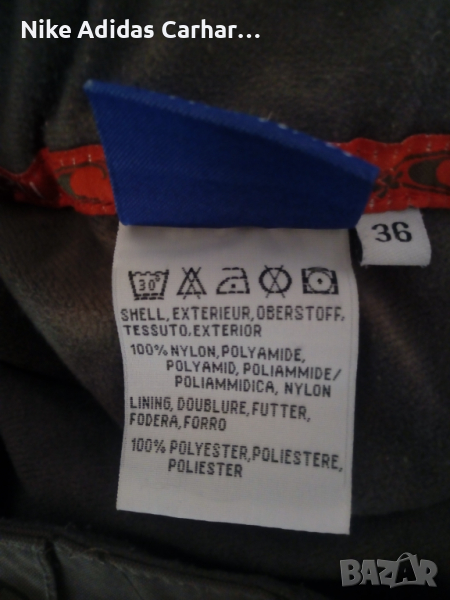 Nike Adidas Carhar...
36
30°
SHELL, EXTERIEUR, OBERSTOFF,
TESSUTO, EXTERIOR
100% NYLON, POLYAMIDE,
POLYAMID, POLIAMMIDE/
POLIAMMIDICA, NYLON
LINING, DOUBLURE, FUTTER,
FODERA, FORRO
100% POLYESTER, POLIESTERE,
POLIESTER
BAZAR